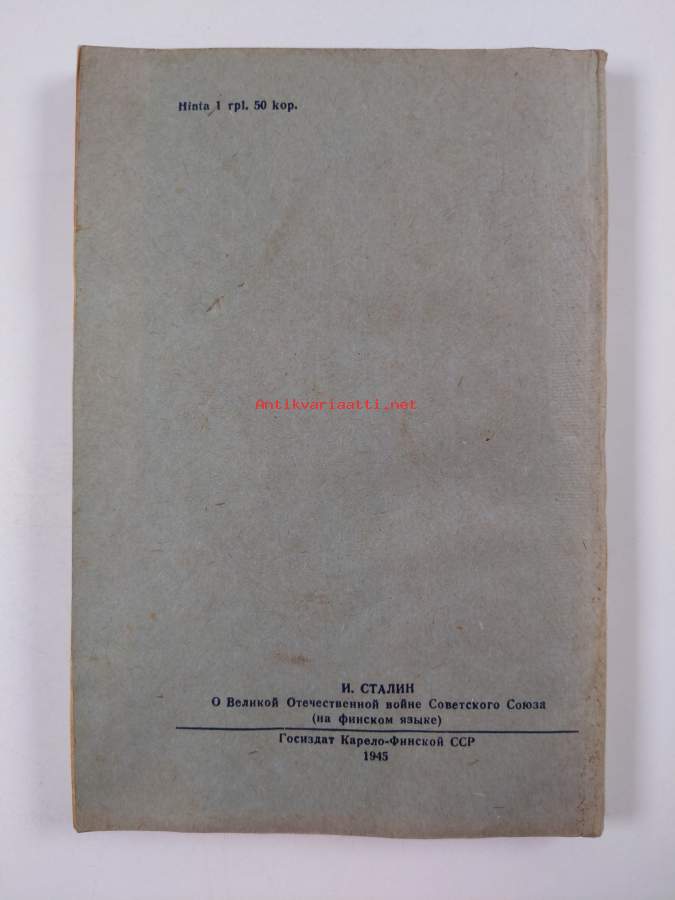 Hinta 1 rpl. 50 kop.
Antikvariaatti.net
И. СТАЛИН
О Великой Отечественной войне Советского Союза
(на финском языке)
Госиздат Карело-Финской ССР
1945